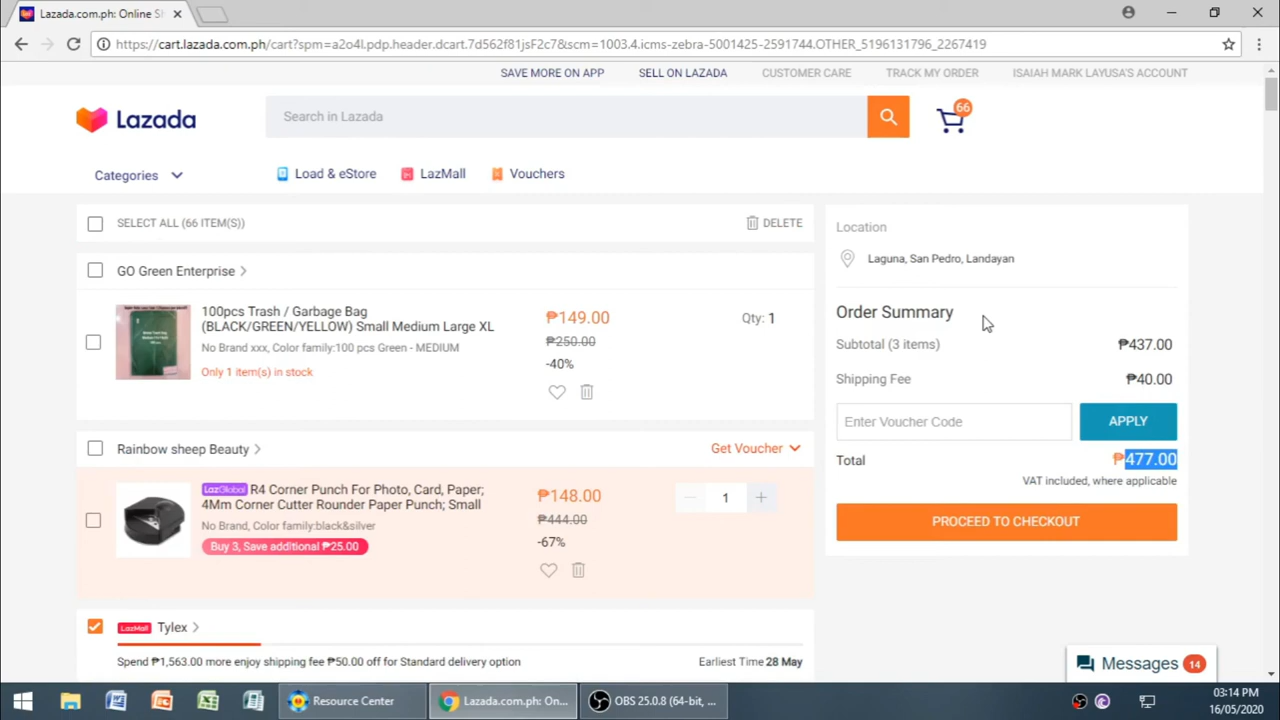 Lazada.com.ph: Online Sh
https://cart.lazada.com.ph/cart?spm=a2o4l.pdp.header.dcart.7d562f81jsF2c7&scm=1003.4.icms-zebra-5001425-2591744.OTHER_5196131796_2267419
SAVE MORE ON APP SELL ON LAZADA CUSTOMER CARE TRACK MY ORDER ISAIAH MARK LAYUSA'S ACCOUNT
Lazada Search in Lazada 66
Categories Load & eStore LazMall Vouchers
SELECT ALL (66 ITEM(S)) DELETE
GO Green Enterprise
100pcs Trash / Garbage Bag
(BLACK/GREEN/YELLOW) Small Medium Large XL
No Brand xxx, Color family:100 pcs Green - MEDIUM
Only 1 item(s) in stock
₱149.00
₱250.00
-40%
Qty: 1
Rainbow sheep Beauty Get Voucher
LazGlobal R4 Corner Punch For Photo, Card, Paper;
4Mm Corner Cutter Rounder Paper Punch; Small
No Brand, Color family:black&silver
Buy 3, Save additional ₱25.00
₱148.00
₱444.00
-67%
1
LazMall Tylex
Spend ₱1,563.00 more enjoy shipping fee ₱50.00 off for Standard delivery option Earliest Time 28 May
Location
Laguna, San Pedro, Landayan
Order Summary
Subtotal (3 items) ₱437.00
Shipping Fee ₱40.00
Enter Voucher Code APPLY
Total ₱477.00
VAT included, where applicable
PROCEED TO CHECKOUT
Messages 14
Resource Center Lazada.com.ph: On... OBS 25.0.8 (64-bit, ...
03:14 PM
16/05/2020